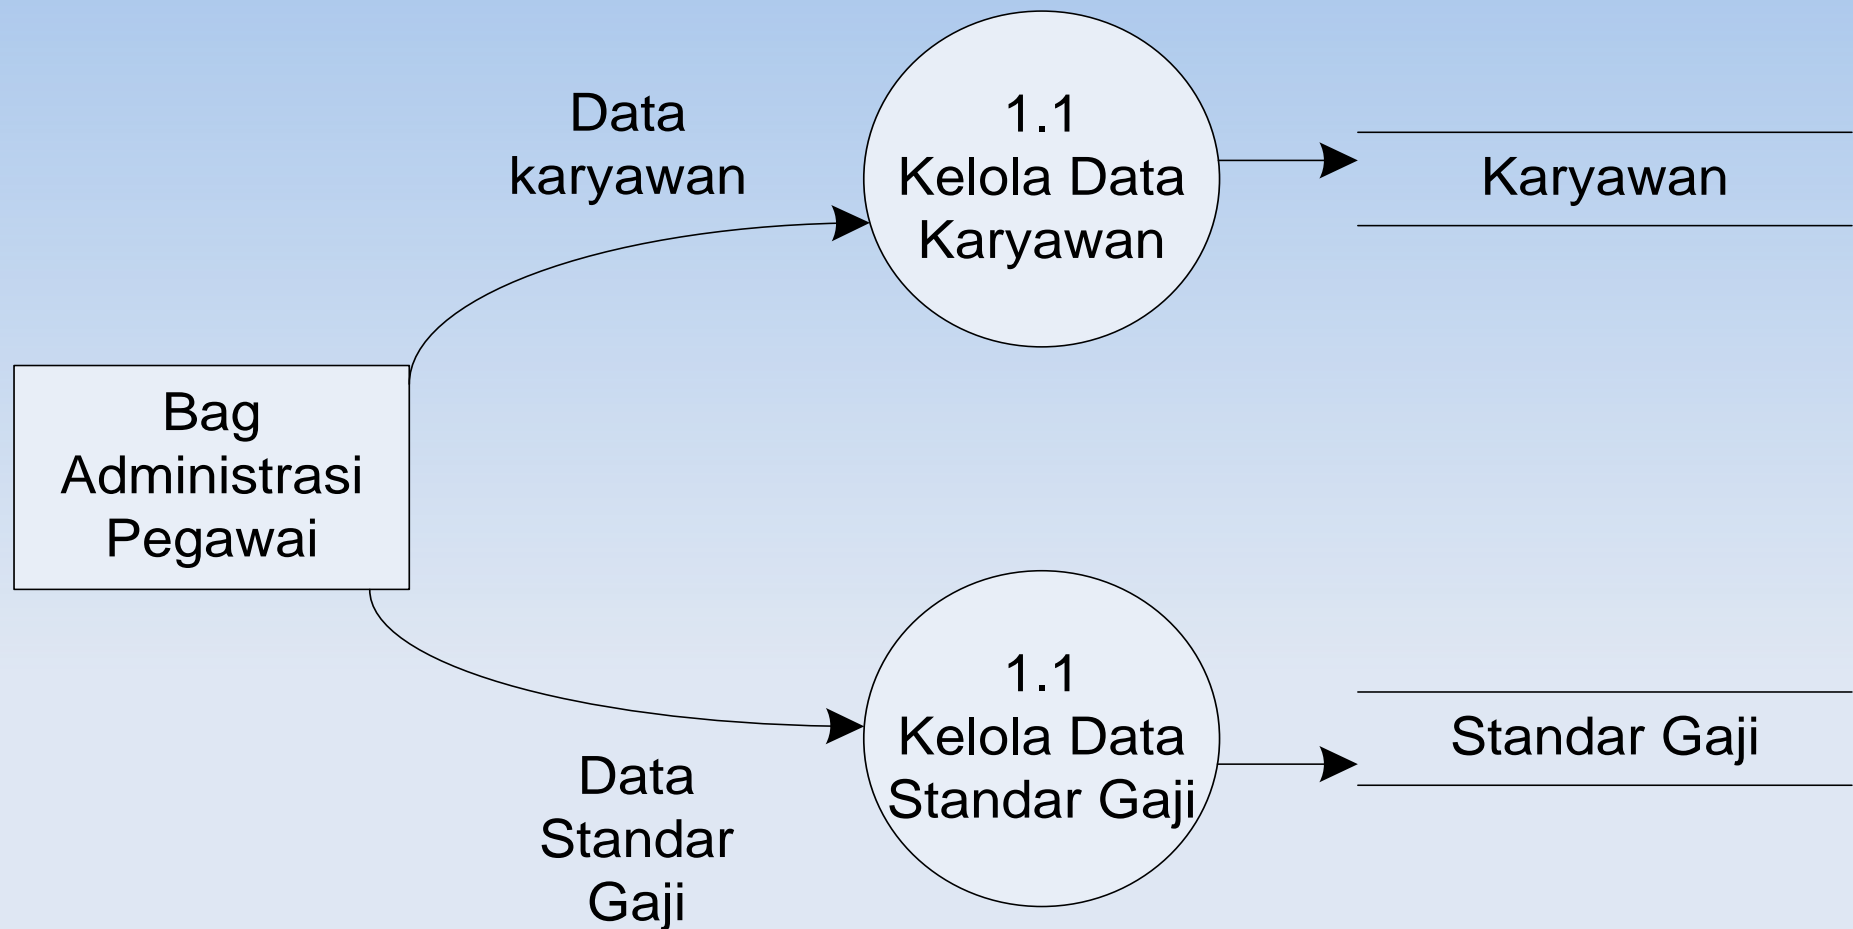 Data
karyawan
1.1
Kelola Data
Karyawan
Karyawan
Bag
Administrasi
Pegawai
Data
Standar
Gaji
1.1
Kelola Data
Standar Gaji
Standar Gaji